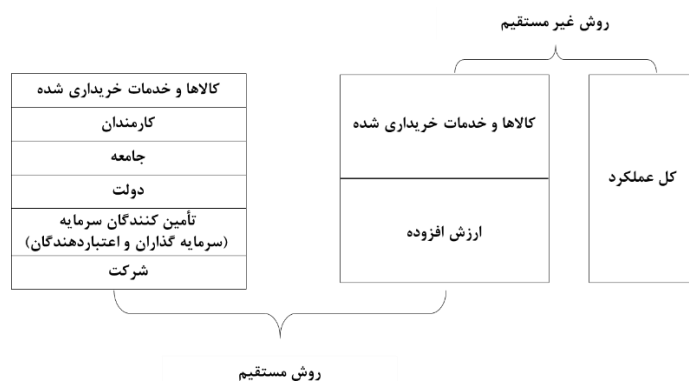 روش غیر مستقیم
کل عملکرد
کالاها و خدمات خریداری شده
ارزش افزوده
کالاها و خدمات خریداری شده
کارمندان
جامعه
دولت
تأمین کنندگان سرمایه
(سرمایه گذاران و اعتباردهندگان)
شرکت
روش مستقیم